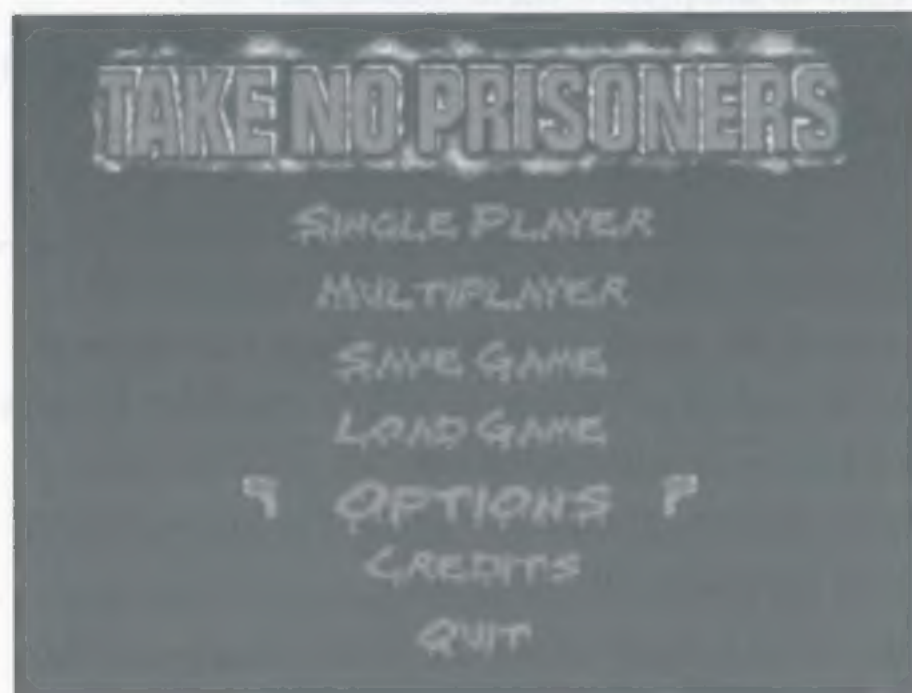 TAKE NO PRISONERS
SINGLE PLAYER
MULTIPLAYER
SAVE GAME
LOAD GAME
OPTIONS
CREDITS
QUIT